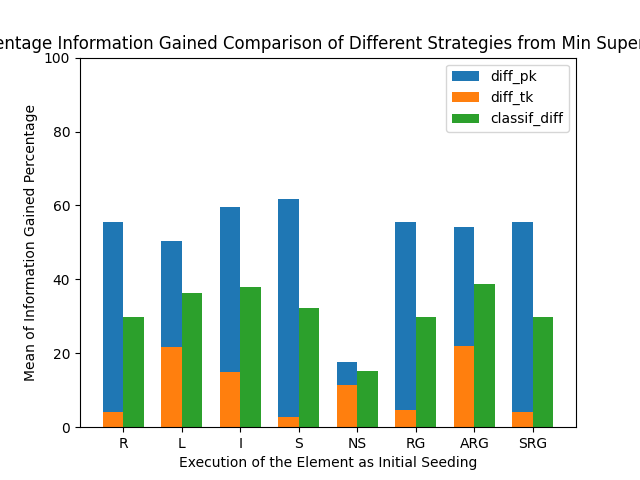 entage Information Gained Comparison of Different Strategies from Min Super
100
80
60
40
20
0
Mean of Information Gained Percentage
diff_pk
diff_tk
classif_diff
R L I S NS RG ARG SRG
Execution of the Element as Initial Seeding